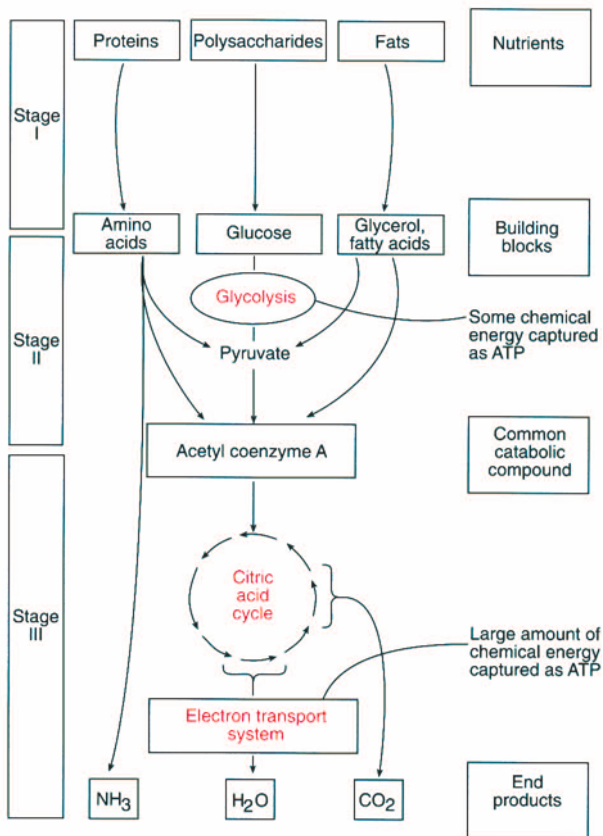 Proteins
Polysaccharides
Fats
Nutrients
Stage
I
Amino
acids
Glucose
Glycerol,
fatty acids
Building
blocks
Glycolysis
Some chemical
energy captured
as ATP
Stage
II
Pyruvate
Acetyl coenzyme A
Common
catabolic
compound
Citric
acid
cycle
Stage
III
Large amount of
chemical energy
captured as ATP
Electron transport
system
NH3
H2O
CO2
End
products